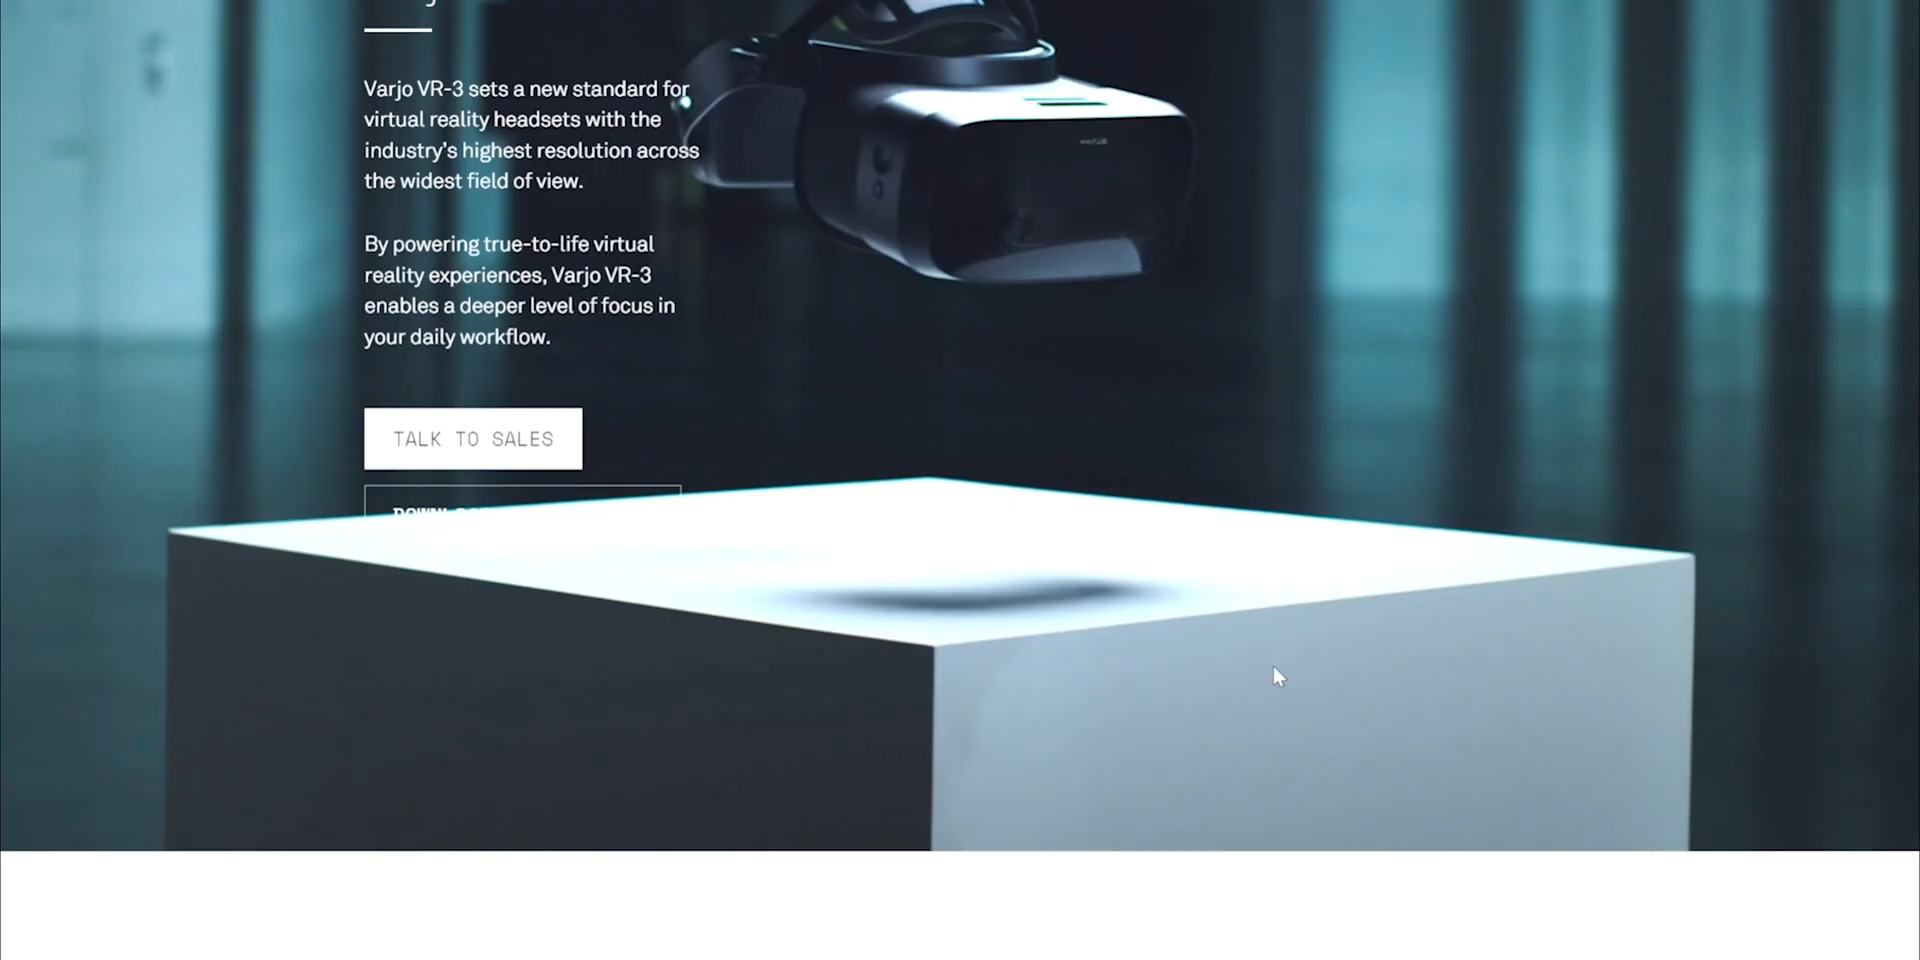 Varjo VR-3 sets a new standard for
virtual reality headsets with the
industry's highest resolution across
the widest field of view.
By powering true-to-life virtual
reality experiences, Varjo VR-3
enables a deeper level of focus in
your daily workflow.
TALK TO SALES